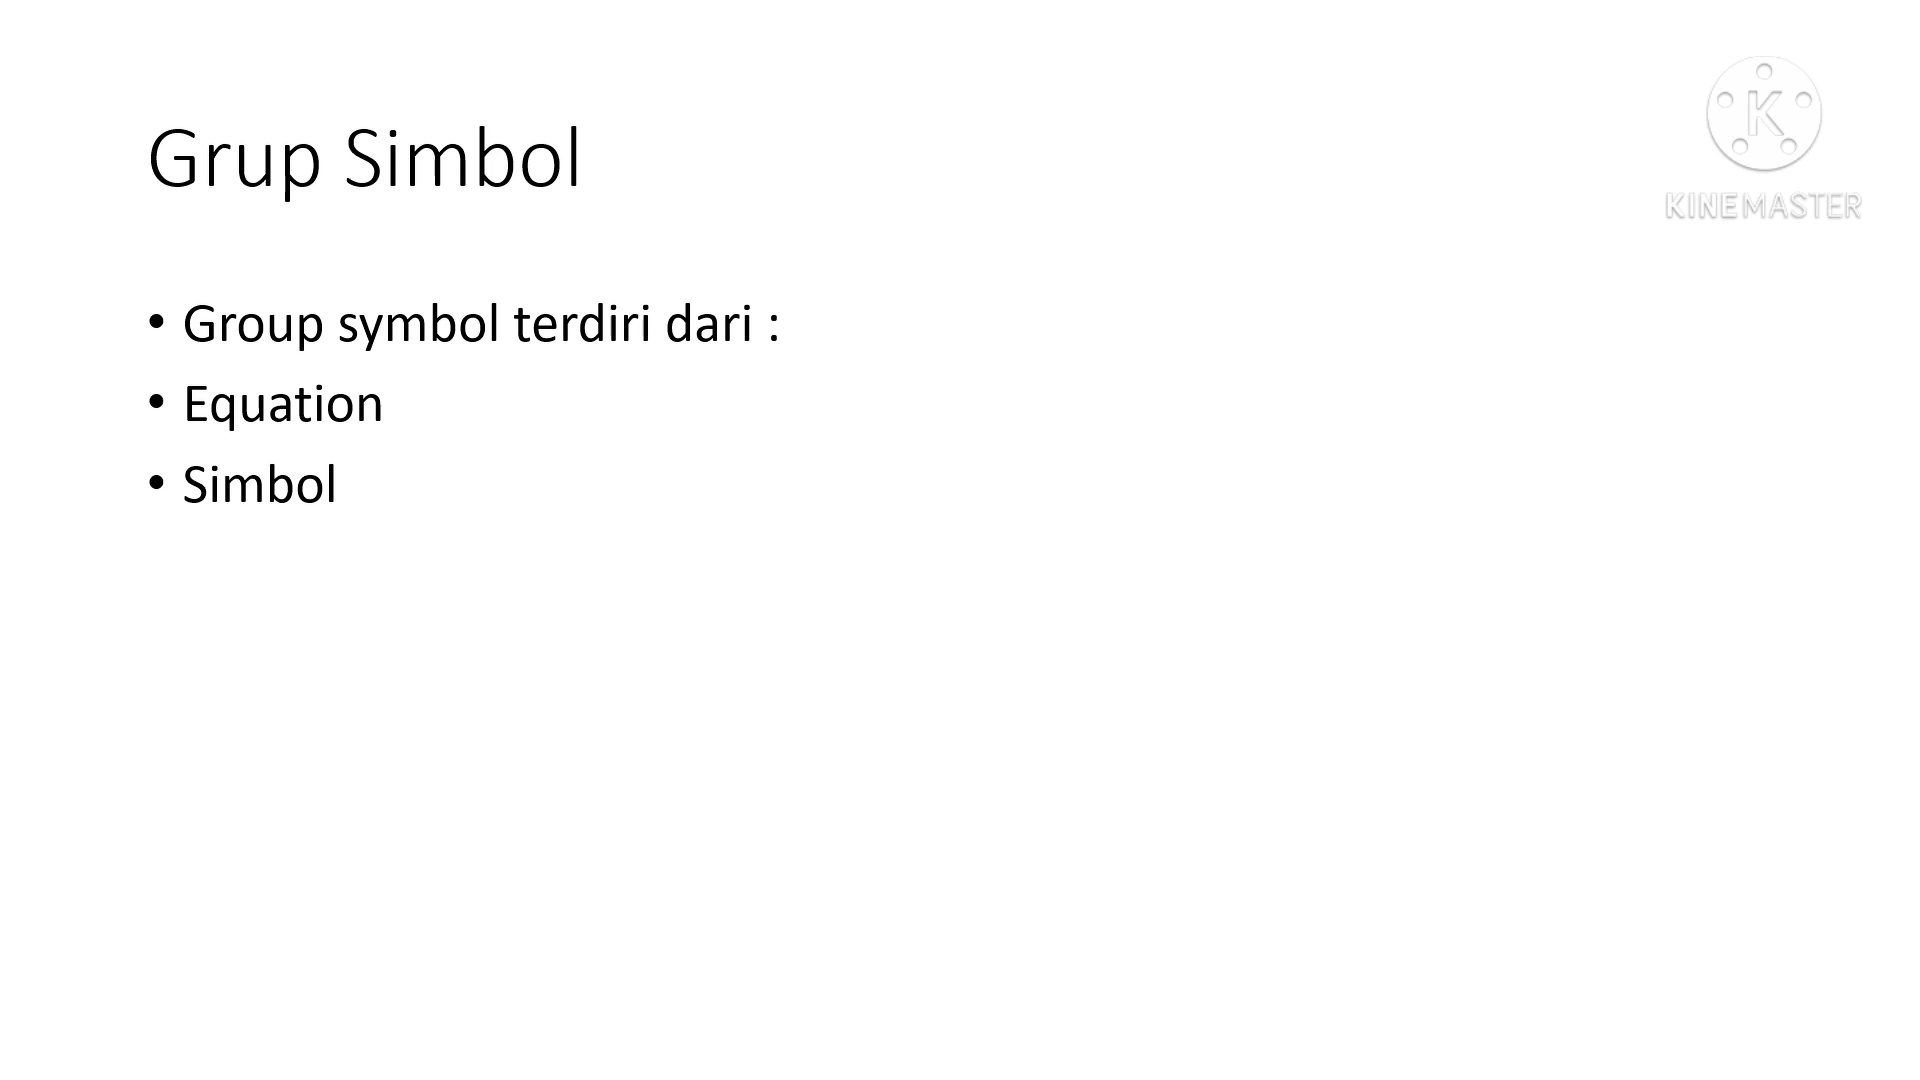 Grup Simbol
K
KINEMASTER
• Group symbol terdiri dari :
• Equation
• Simbol